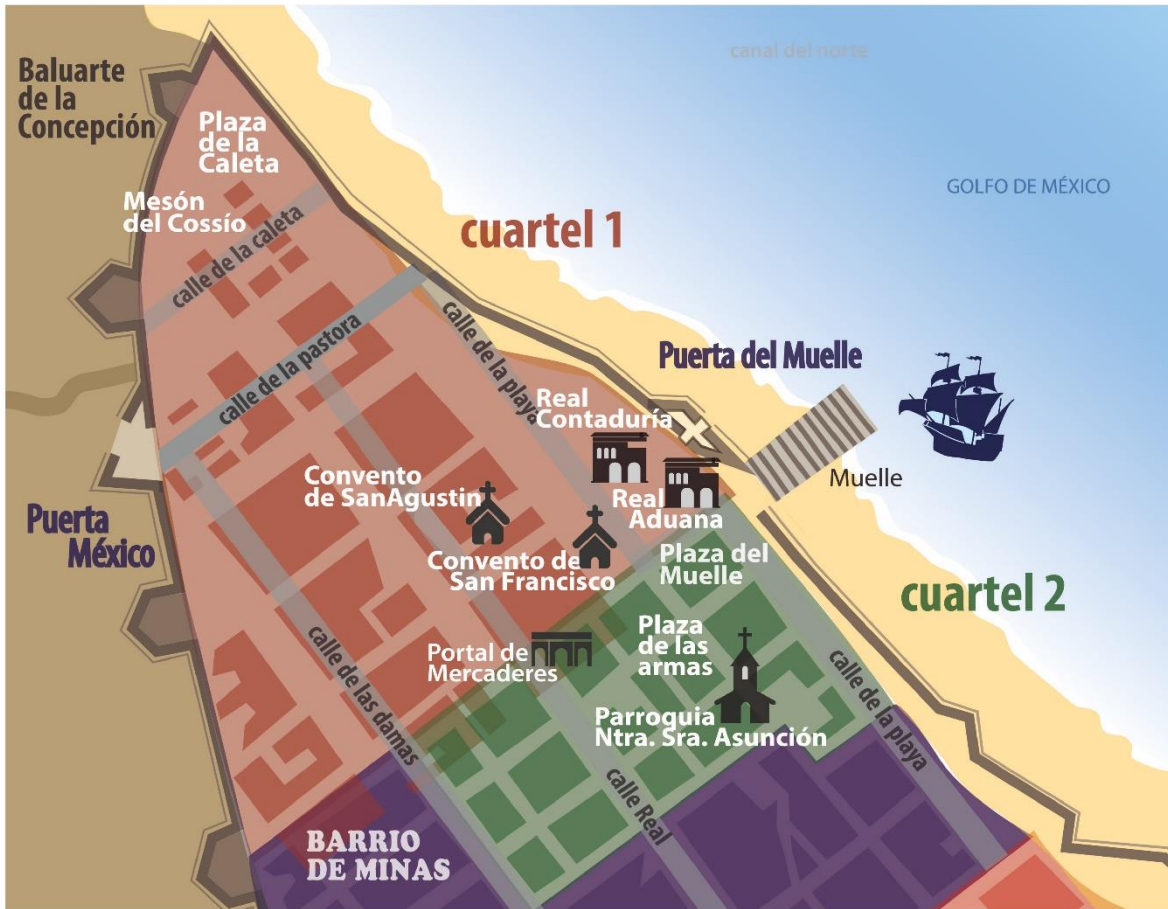 canal del norte
Baluarte
de la
Concepción
Plaza
de la
Caleta
GOLFO DE MÉXICO
Mesón
del Cossío
cuartel 1
calle de la caleta
calle de la pastora
calle de la playa
Puerta del Muelle
Real
Contaduría
Muelle
Convento
de SanAgustin
Real
Aduana
Puerta
México
Convento de
San Francisco
Plaza del
Muelle
cuartel 2
Portal de
Mercaderes
Plaza
de las
armas
calle de las damas
calle de la playa
Parroquia
Ntra. Sra. Asunción
calle Real
BARRIO
DE MINAS